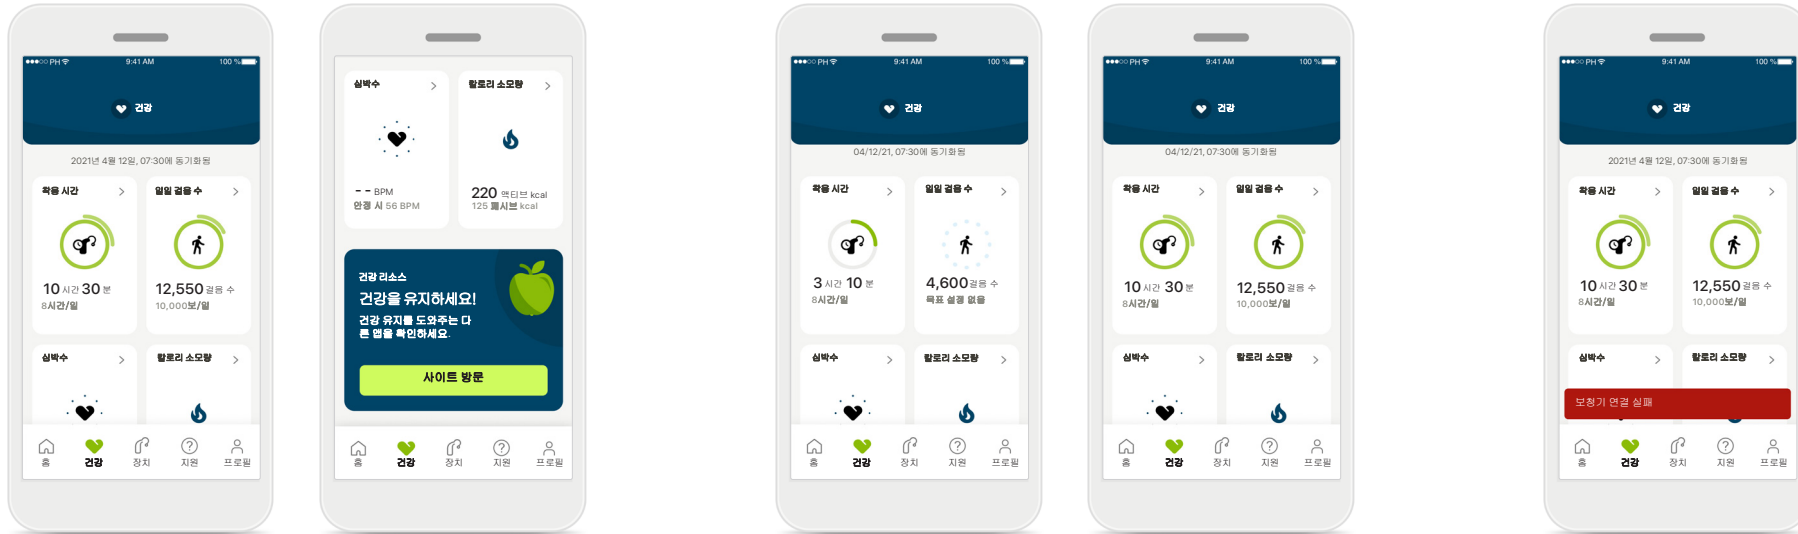 PH 9:41 AM 100 %
건강
2021년 4월 12일, 07:30에 동기화됨
착용 시간
일일 걸음 수
10 시간 30 분
8시간/일
12,550 걸음 수
10,000보/일
심박수
칼로리 소모량
홈
건강
장치
지원
프로필
심박수
칼로리 소모량
-- BPM
안정 시 56 BPM
220 액티브 kcal
125 패시브 kcal
건강 리소스
건강을 유지하세요!
건강 유지를 도와주는 다
른 앱을 확인하세요.
사이트 방문
홈
건강
장치
지원
프로필
PH 9:41 AM 100 %
건강
04/12/21, 07:30에 동기화됨
착용 시간
일일 걸음 수
3 시간 10 분
8시간/일
4,600 걸음 수
목표 설정 없음
심박수
칼로리 소모량
홈
건강
장치
지원
프로필
PH 9:41 AM 100 %
건강
04/12/21, 07:30에 동기화됨
착용 시간
일일 걸음 수
10 시간 30 분
8시간/일
12,550 걸음 수
10,000보/일
심박수
칼로리 소모량
홈
건강
장치
지원
프로필
PH 9:41 AM 100 %
건강
2021년 4월 12일, 07:30에 동기화됨
착용 시간
일일 걸음 수
10 시간 30 분
8시간/일
12,550 걸음 수
10,000보/일
심박수
칼로리 소모량
보청기 연결 실패
홈
건강
장치
지원
프로필